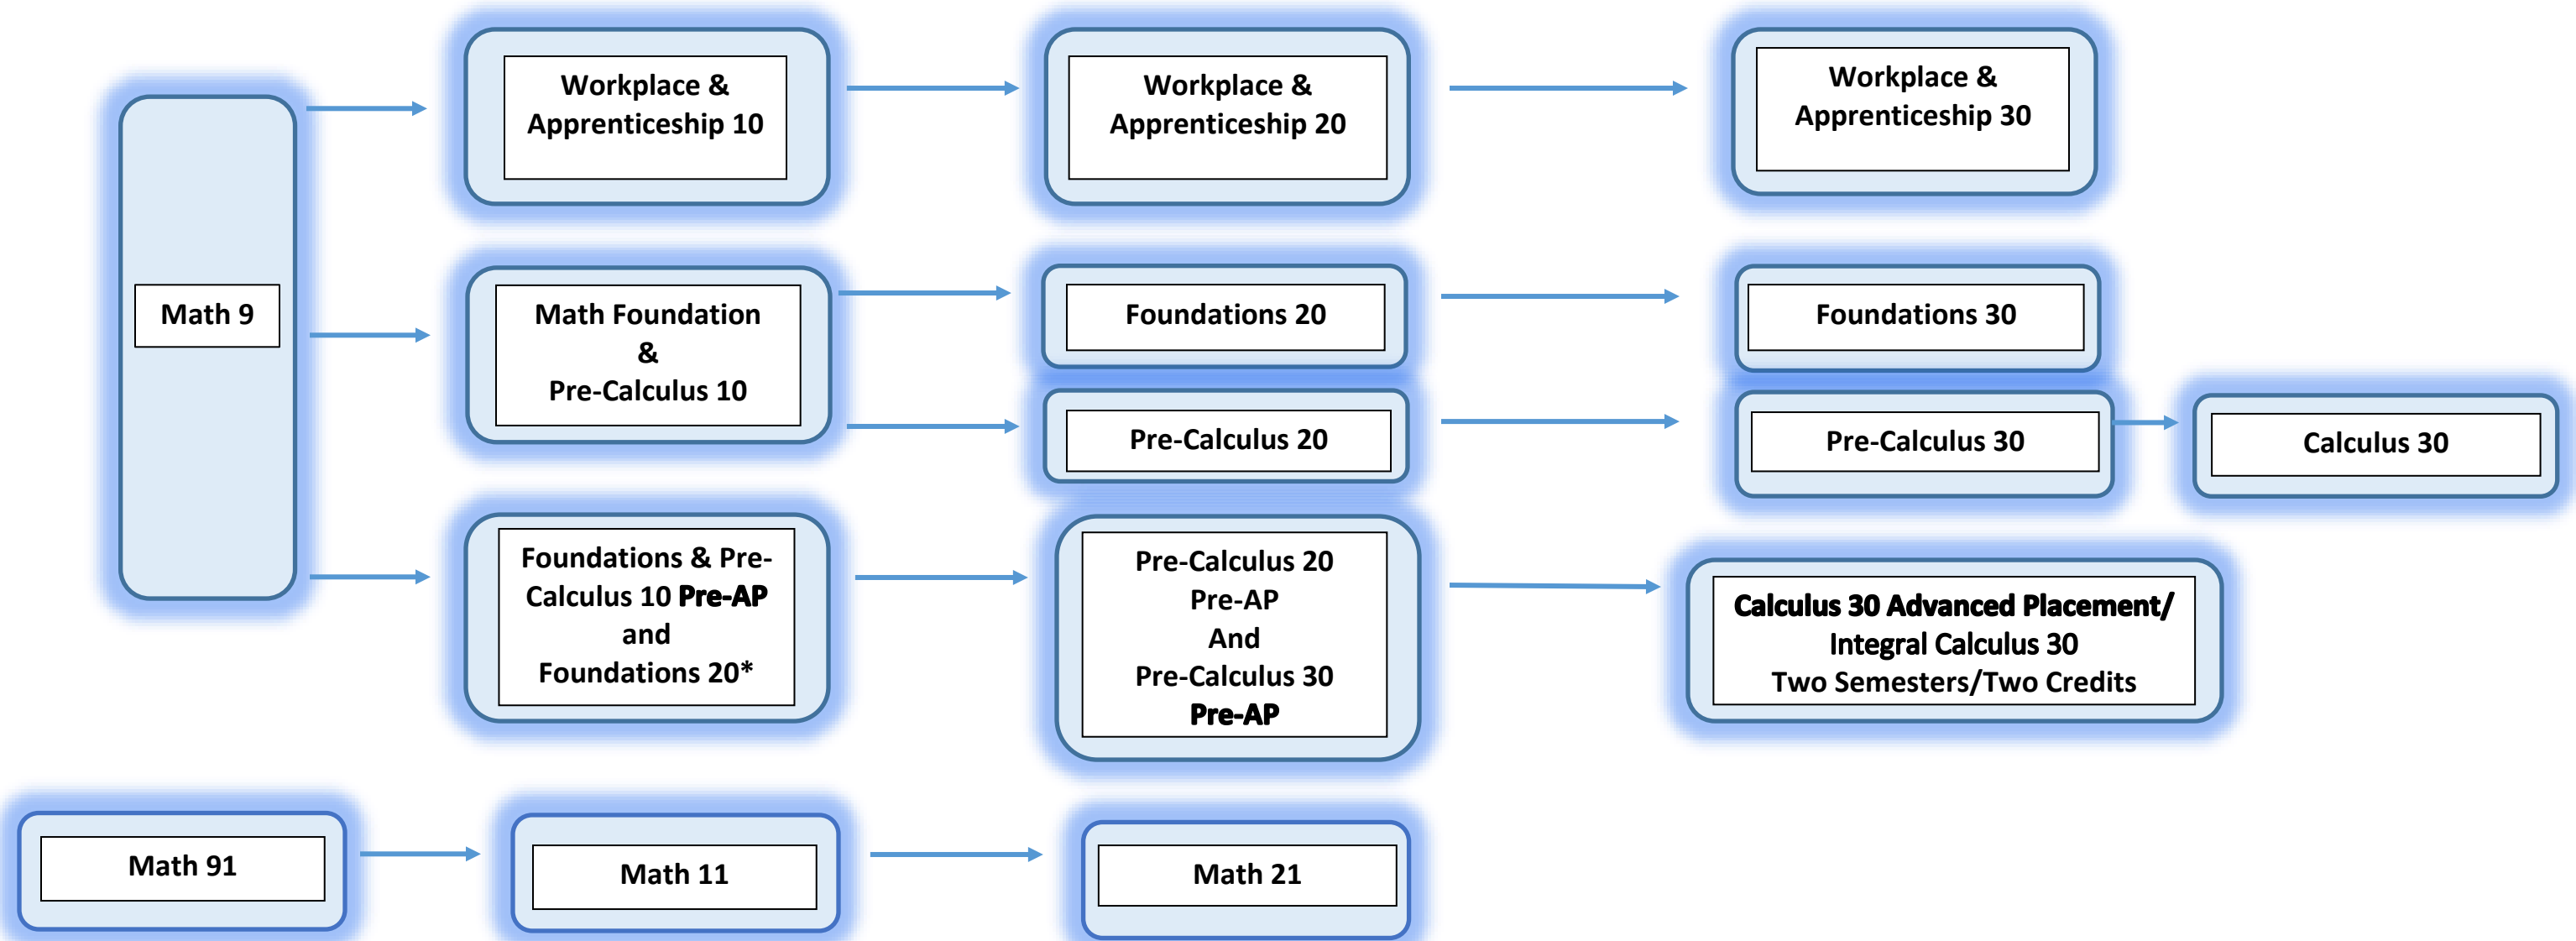 Math 9
Workplace &
Apprenticeship 10
Workplace &
Apprenticeship 20
Workplace &
Apprenticeship 30
Math Foundation
&
Pre-Calculus 10
Foundations 20
Foundations 30
Pre-Calculus 20
Pre-Calculus 30
Calculus 30
Foundations & Pre-
Calculus 10 Pre-AP
and
Foundations 20*
Pre-Calculus 20
Pre-AP
And
Pre-Calculus 30
Pre-AP
Calculus 30 Advanced Placement/
Integral Calculus 30
Two Semesters/Two Credits
Math 91
Math 11
Math 21